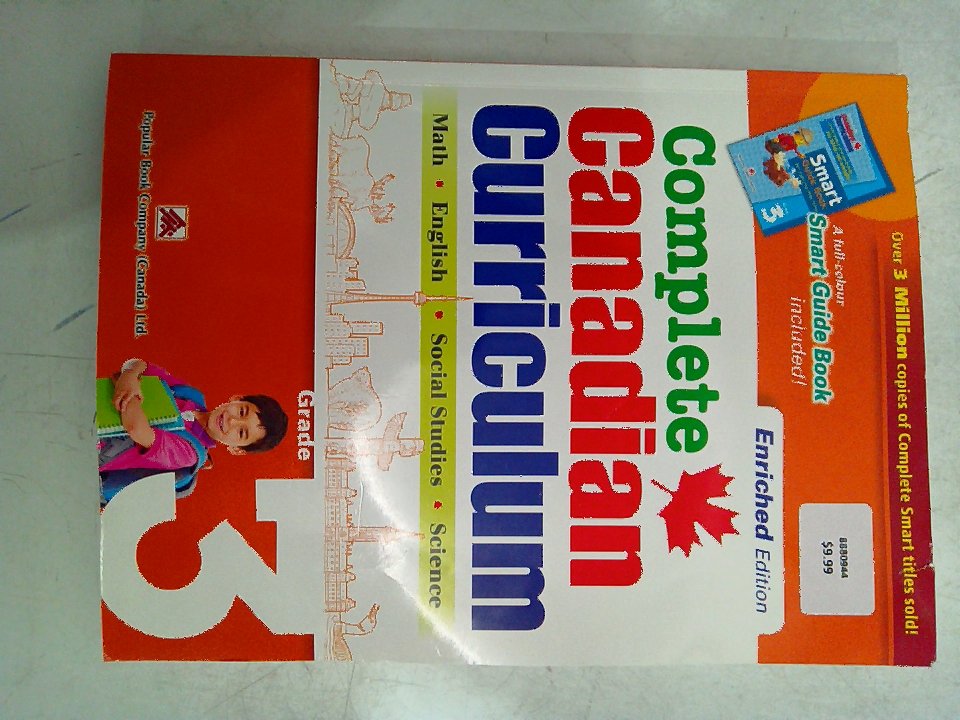 Over 3 Million copies of Complete Smart titles sold!
Smart
3
A full-colour
Smart Guide Book
included!
8880944
$9.99
Enriched Edition
Complete
Canadian
Curriculum
Math • English • Social Studies • Science
Grade
3
Popular Book Company (Canada) Ltd.